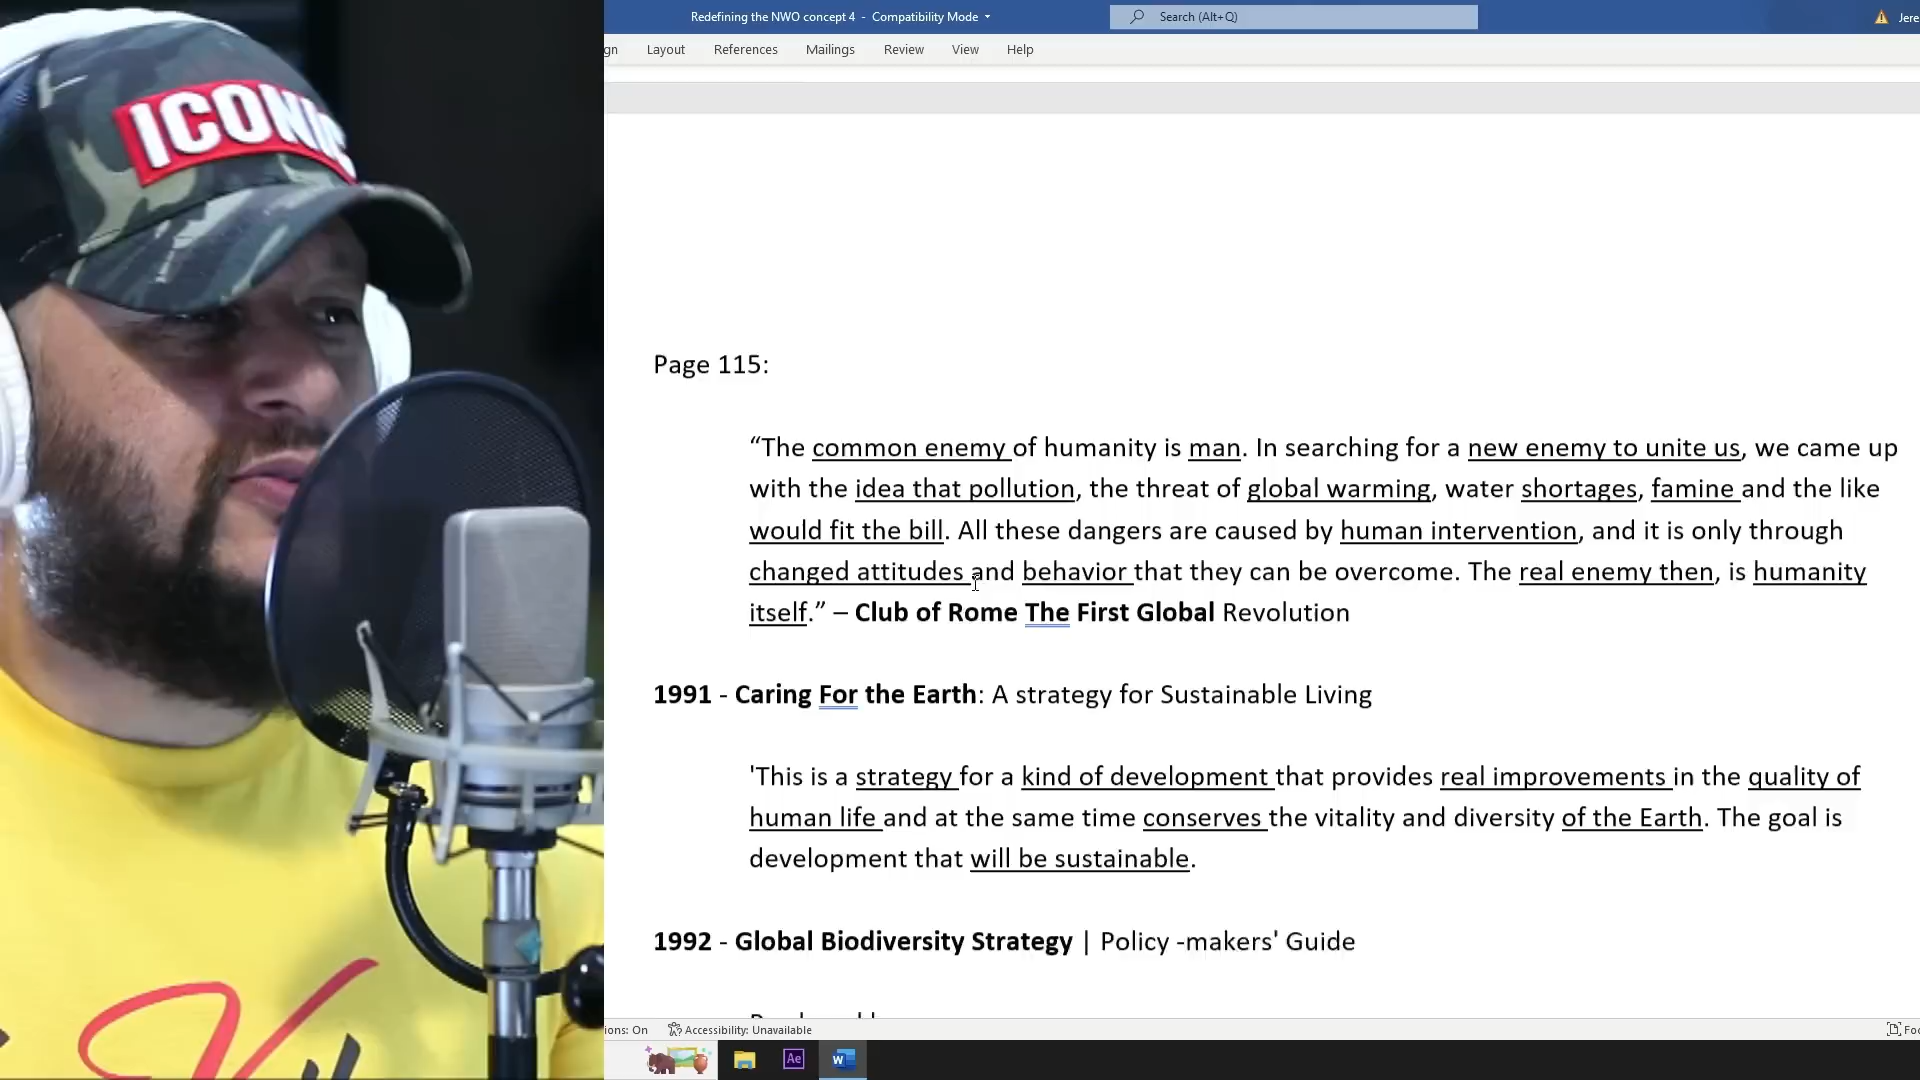 ICONIC
Redefining the NWO concept 4 - Compatibility Mode
Search (Alt+Q)
Jere
gn Layout References Mailings Review View Help
Page 115:
“The common enemy of humanity is man. In searching for a new enemy to unite us, we came up
with the idea that pollution, the threat of global warming, water shortages, famine and the like
would fit the bill. All these dangers are caused by human intervention, and it is only through
changed attitudes and behavior that they can be overcome. The real enemy then, is humanity
itself.” – Club of Rome The First Global Revolution
1991 - Caring For the Earth: A strategy for Sustainable Living
'This is a strategy for a kind of development that provides real improvements in the quality of
human life and at the same time conserves the vitality and diversity of the Earth. The goal is
development that will be sustainable.
1992 - Global Biodiversity Strategy | Policy -makers' Guide
ions: On Accessibility: Unavailable
Foc
Ae